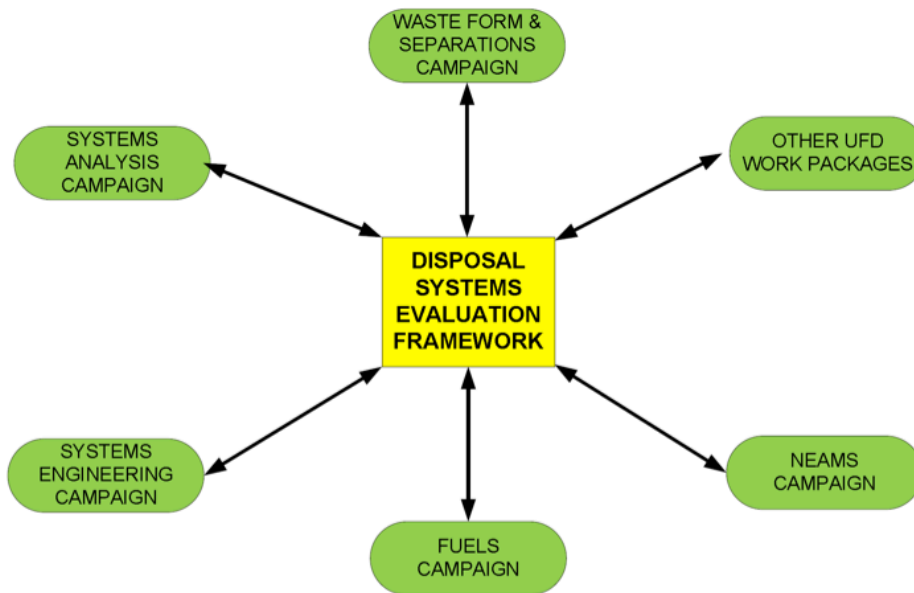 WASTE FORM &
SEPARATIONS
CAMPAIGN
SYSTEMS
ANALYSIS
CAMPAIGN
OTHER UFD
WORK PACKAGES
DISPOSAL
SYSTEMS
EVALUATION
FRAMEWORK
SYSTEMS
ENGINEERING
CAMPAIGN
NEAMS
CAMPAIGN
FUELS
CAMPAIGN